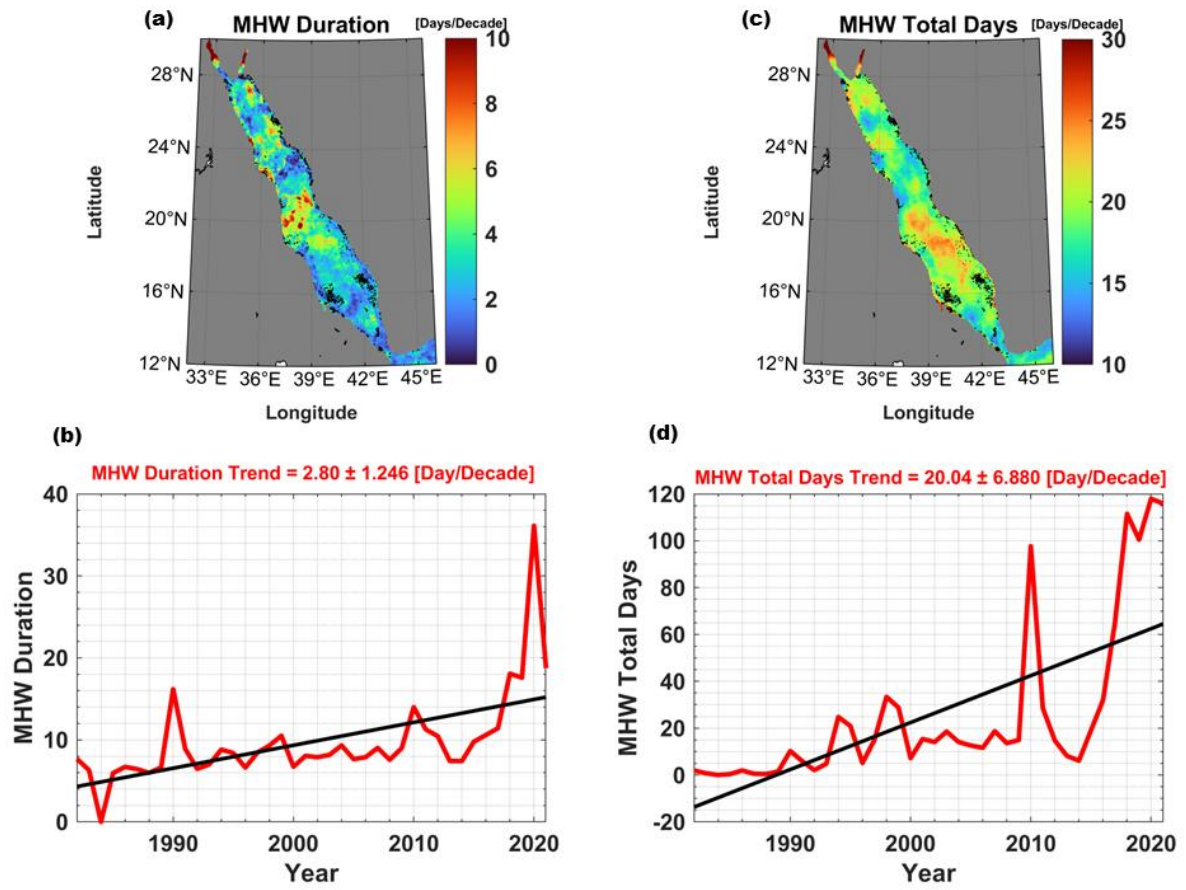 (a)
MHW Duration
[Days/Decade]
10
8
6
4
2
0
28°N
24°N
20°N
16°N
12°N
Latitude
33°E 36°E 39°E 42°E 45°E
Longitude
(c)
MHW Total Days
[Days/Decade]
30
25
20
15
10
28°N
24°N
20°N
16°N
12°N
Latitude
33°E 36°E 39°E 42°E 45°E
Longitude
(b)
MHW Duration Trend = 2.80 ± 1.246 [Day/Decade]
40
30
20
10
0
MHW Duration
1990 2000 2010 2020
Year
(d)
MHW Total Days Trend = 20.04 ± 6.880 [Day/Decade]
120
100
80
60
40
20
0
-20
MHW Total Days
1990 2000 2010 2020
Year